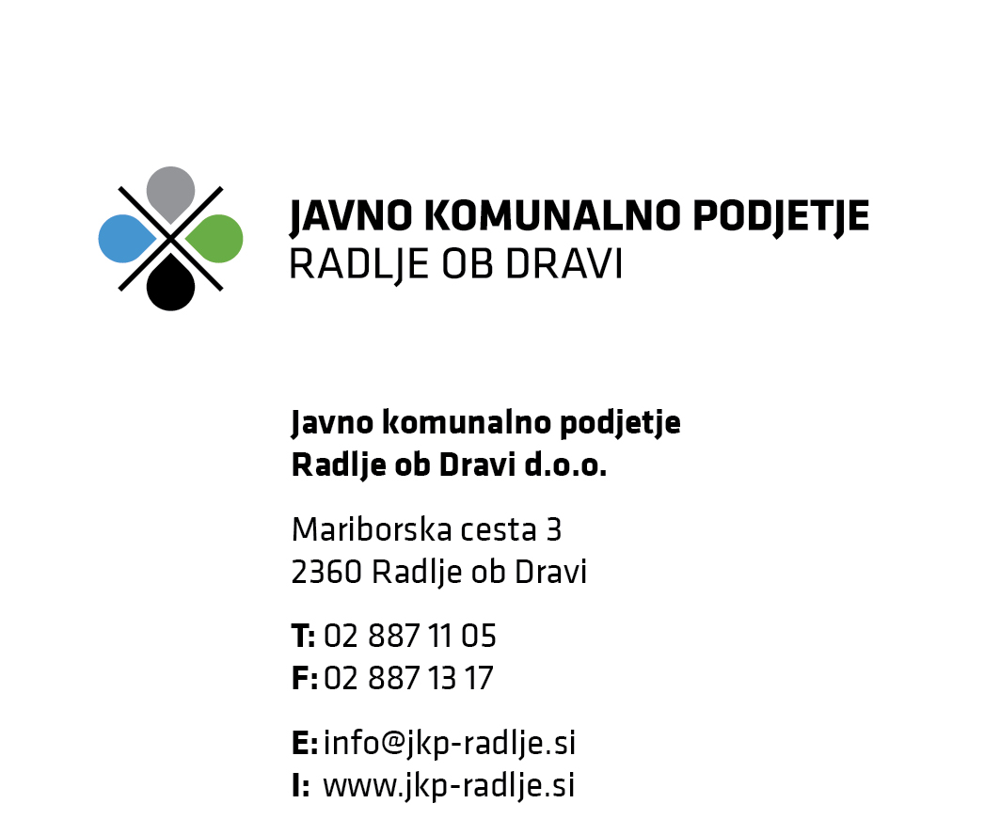 JAVNO KOMUNALNO PODJETJE
RADLJE OB DRAVI
Javno komunalno podjetje
Radlje ob Dravi d.o.o.
Mariborska cesta 3
2360 Radlje ob Dravi
T: 02 887 11 05
F: 02 887 13 17
E: info@jkp-radlje.si
I: www.jkp-radlje.si